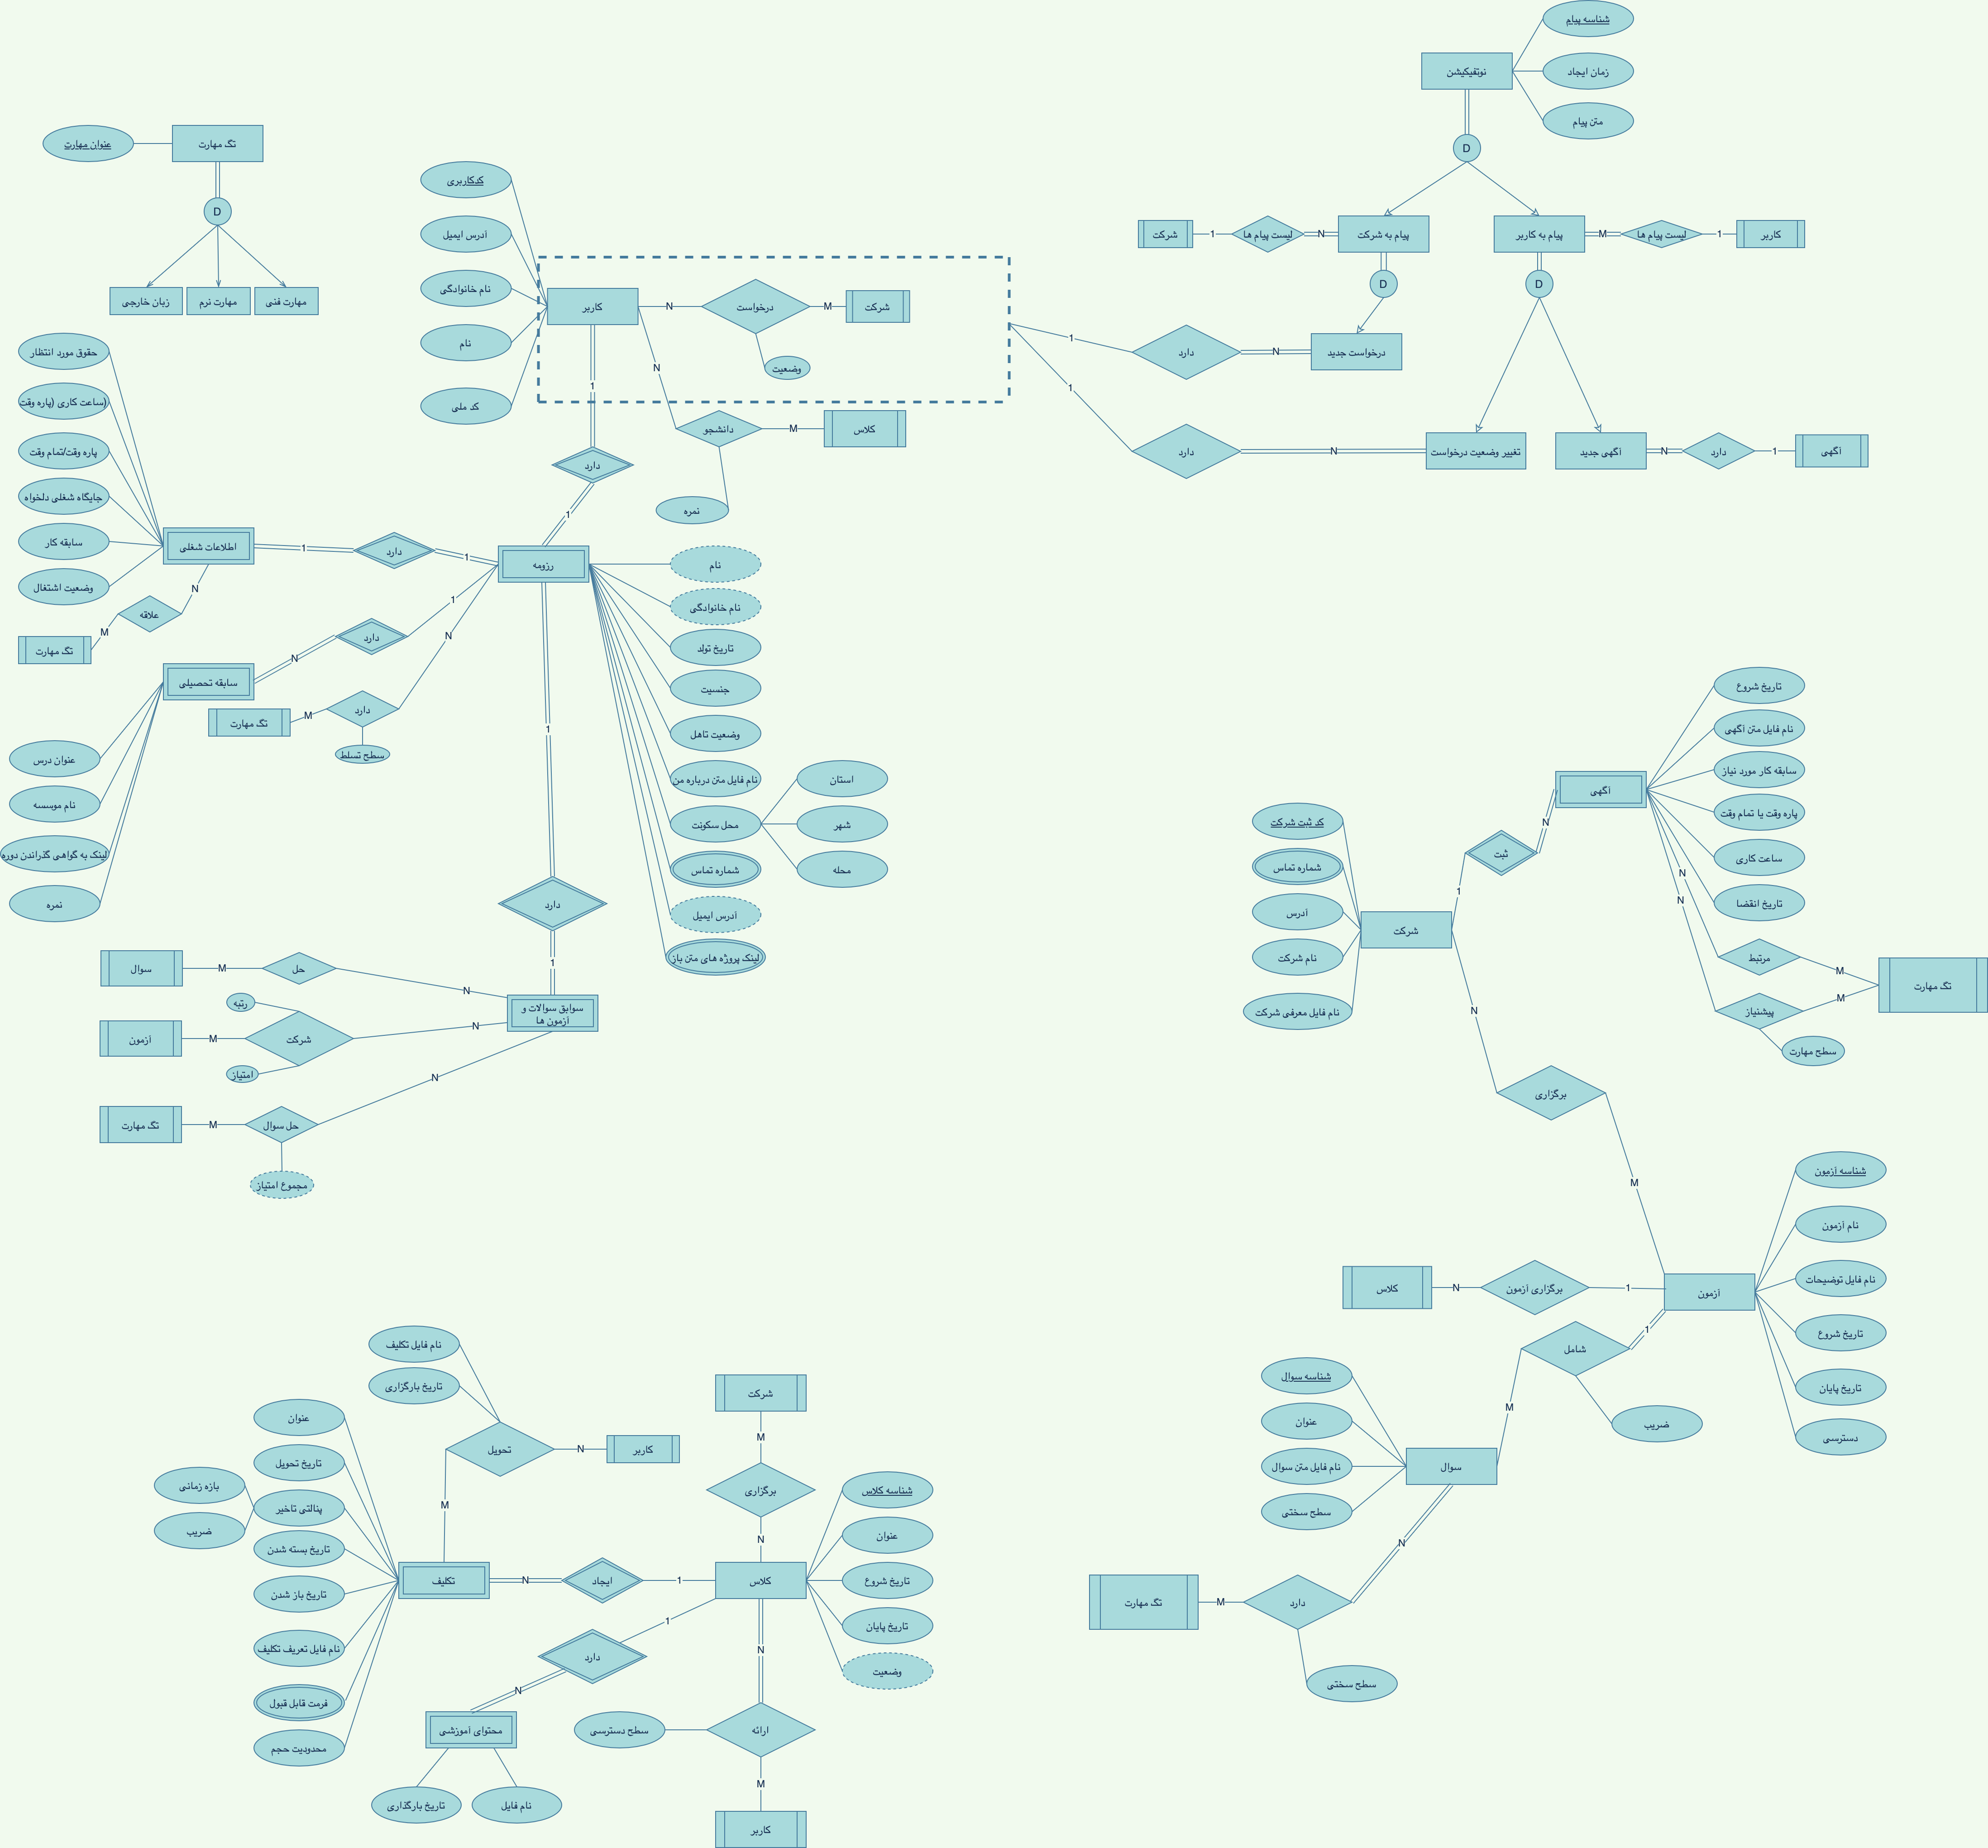 شناسه پیام
نوتفیکیشن
زمان ایجاد
متن پیام
D
شرکت
1
لیست پیام ها
N
پیام به شرکت
پیام به کاربر
M
لیست پیام ها
1
کاربر
D
D
1
دارد
N
درخواست جدید
1
دارد
N
تغییر وضعیت درخواست
آگهی جدید
N
دارد
1
آگهی
عنوان مهارت
تگ مهارت
D
زبان خارجی
مهارت نرم
مهارت فنی
کدکاربری
آدرس ایمیل
نام خانوادگی
نام
کد ملی
کاربر
N
درخواست
M
شرکت
وضعیت
N
دانشجو
M
کلاس
نمره
1
دارد
1
حقوق مورد انتظار
ساعت کاری (پاره وقت)
پاره وقت/تمام وقت
جایگاه شغلی دلخواه
سابقه کار
وضعیت اشتغال
اطلاعات شغلی
1
دارد
1
رزومه
N
علاقه
M
تگ مهارت
1
دارد
N
سابقه تحصیلی
N
دارد
M
تگ مهارت
سطح تسلط
عنوان درس
نام موسسه
لینک به گواهی گذراندن دوره
نمره
نام
نام خانوادگی
تاریخ تولد
جنسیت
وضعیت تاهل
نام فایل متن درباره من
محل سکونت
استان
شهر
محله
شماره تماس
آدرس ایمیل
لینک پروژه های متن باز
1
دارد
1
سوابق سوالات و
آزمون ها
سوال
M
حل
N
رتبه
آزمون
M
شرکت
N
امتیاز
تگ مهارت
M
حل سوال
N
مجموع امتیاز
تاریخ شروع
نام فایل متن آگهی
سابقه کار مورد نیاز
پاره وقت یا تمام وقت
ساعت کاری
تاریخ انقضا
آگهی
N
ثبت
1
کد ثبت شرکت
شماره تماس
آدرس
نام شرکت
نام فایل معرفی شرکت
شرکت
N
N
مرتبط
M
تگ مهارت
پیشنیاز
M
سطح مهارت
N
برگزاری
M
شناسه آزمون
نام آزمون
نام فایل توضیحات
تاریخ شروع
تاریخ پایان
دسترسی
آزمون
کلاس
N
برگزاری آزمون
1
1
شامل
M
ضریب
شناسه سوال
عنوان
نام فایل متن سوال
سطح سختی
سوال
N
تگ مهارت
M
دارد
سطح سختی
نام فایل تکلیف
تاریخ بارگزاری
تحویل
N
کاربر
M
عنوان
تاریخ تحویل
پنالتی تاخیر
بازه زمانی
ضریب
تاریخ بسته شدن
تاریخ باز شدن
نام فایل تعریف تکلیف
فرمت قابل قبول
محدودیت حجم
تکلیف
N
ایجاد
1
کلاس
شرکت
M
برگزاری
N
شناسه کلاس
عنوان
تاریخ شروع
تاریخ پایان
وضعیت
1
دارد
N
محتوای آموزشی
تاریخ بارگذاری
نام فایل
N
ارائه
سطح دسترسی
M
کاربر